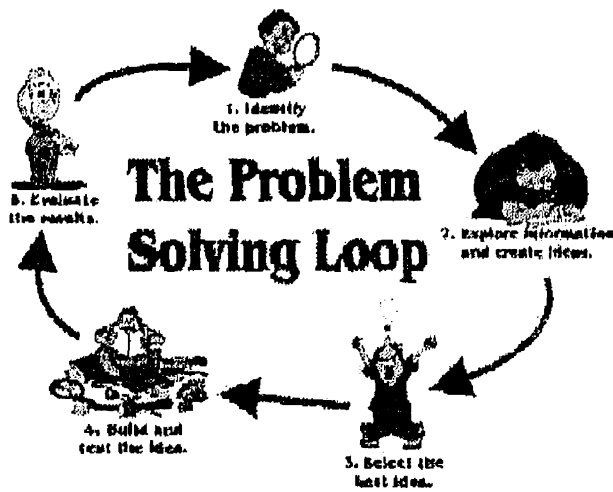 1. Identify
the problem.
The Problem
Solving Loop
2. Explore information
and create ideas.
3. Select the
best idea.
4. Build and
test the idea.
5. Evaluate
the results.